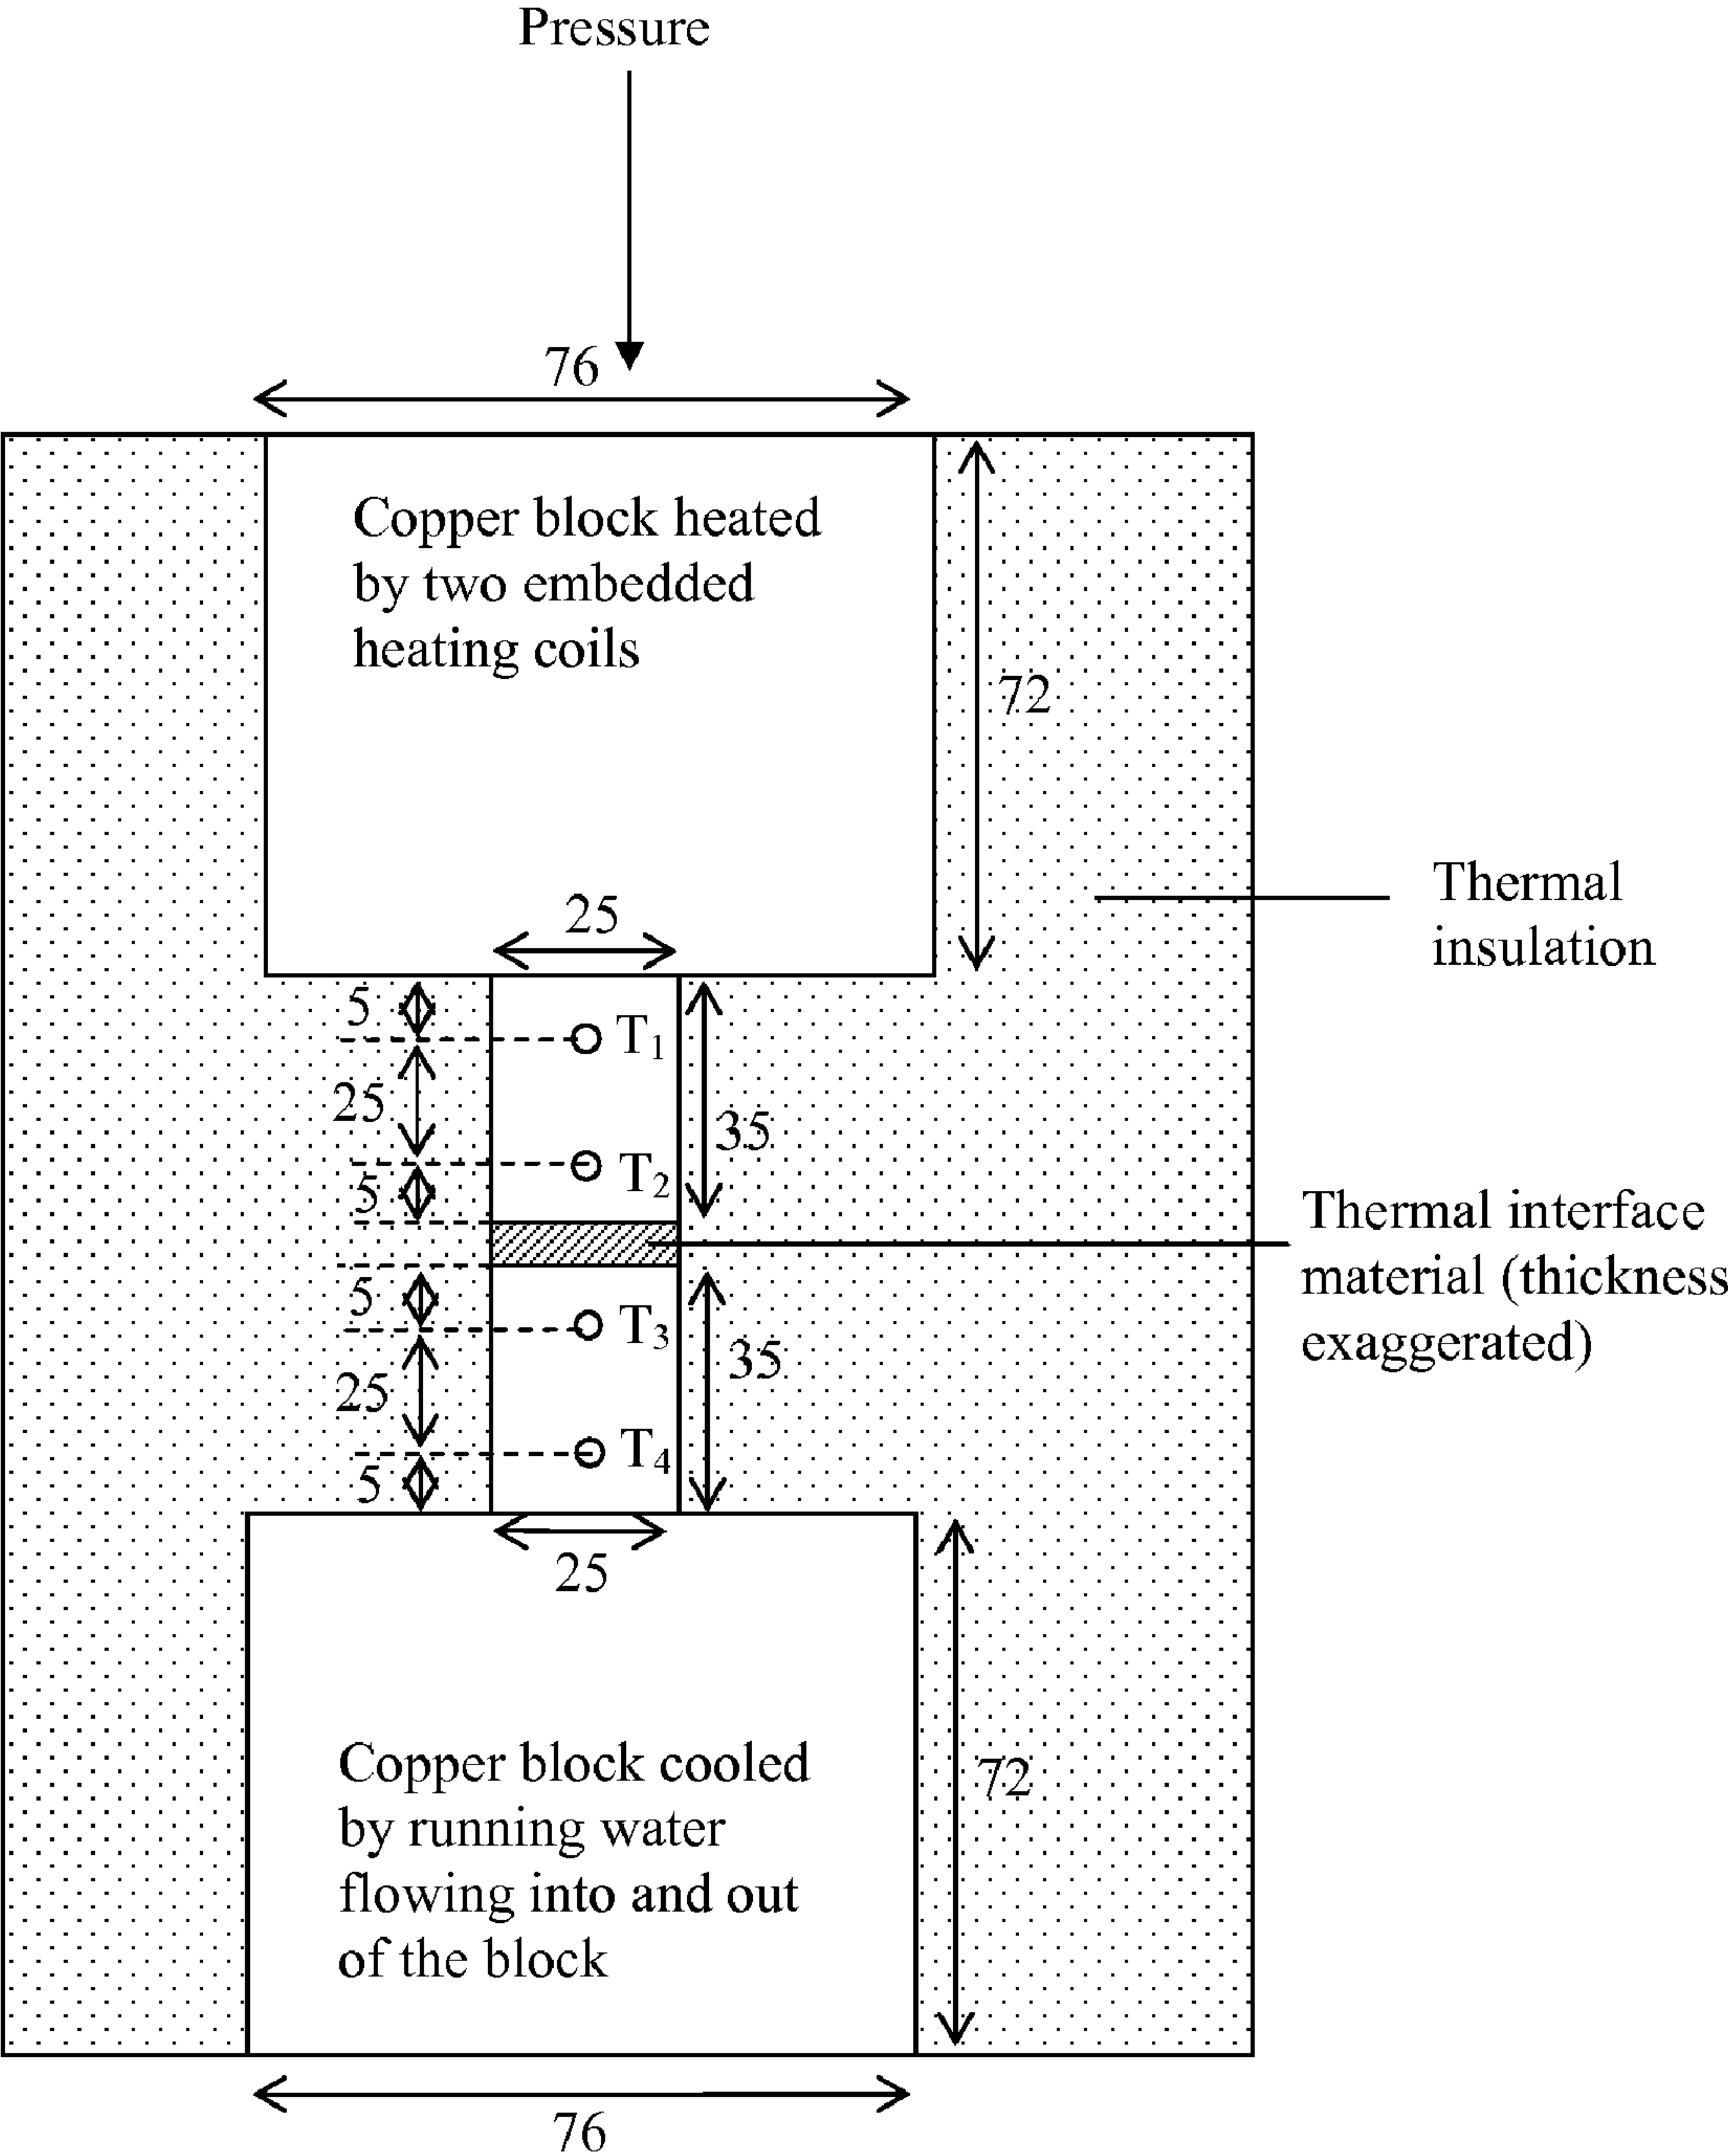 Pressure
76
Copper block heated
by two embedded
heating coils
72
Thermal
insulation
25
5
T1
25
35
T2
5
Thermal interface
material (thickness
exaggerated)
5
T3
35
25
T4
5
25
Copper block cooled
by running water
flowing into and out
of the block
72
76